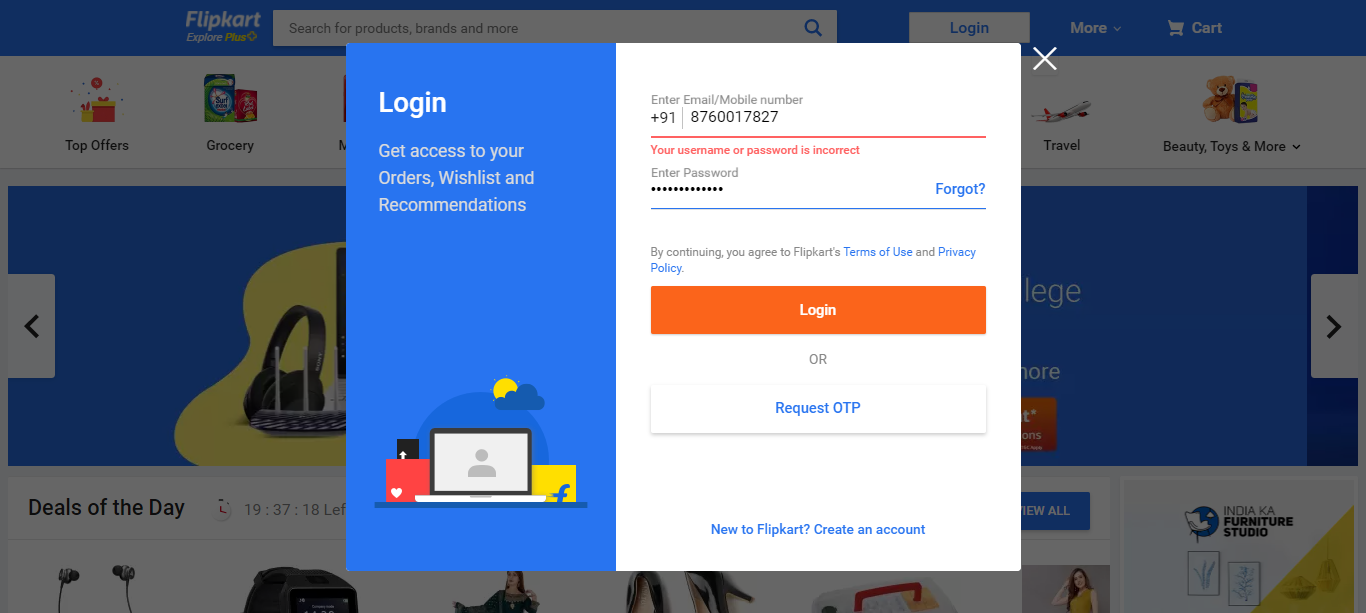 Flipkart
Explore Plus
Search for products, brands and more
Login
More
Cart
Top Offers
Grocery
M
Travel
Beauty, Toys & More
Login
Get access to your
Orders, Wishlist and
Recommendations
Enter Email/Mobile number
+91 8760017827
Your username or password is incorrect
Enter Password
•••••••••••••
Forgot?
By continuing, you agree to Flipkart's Terms of Use and Privacy
Policy.
Login
OR
Request OTP
New to Flipkart? Create an account
SONY
Surf
lege
nore
t*
ons
Deals of the Day
19 : 37 : 18 Lef
VIEW ALL
INDIA KA
FURNITURE
STUDIO